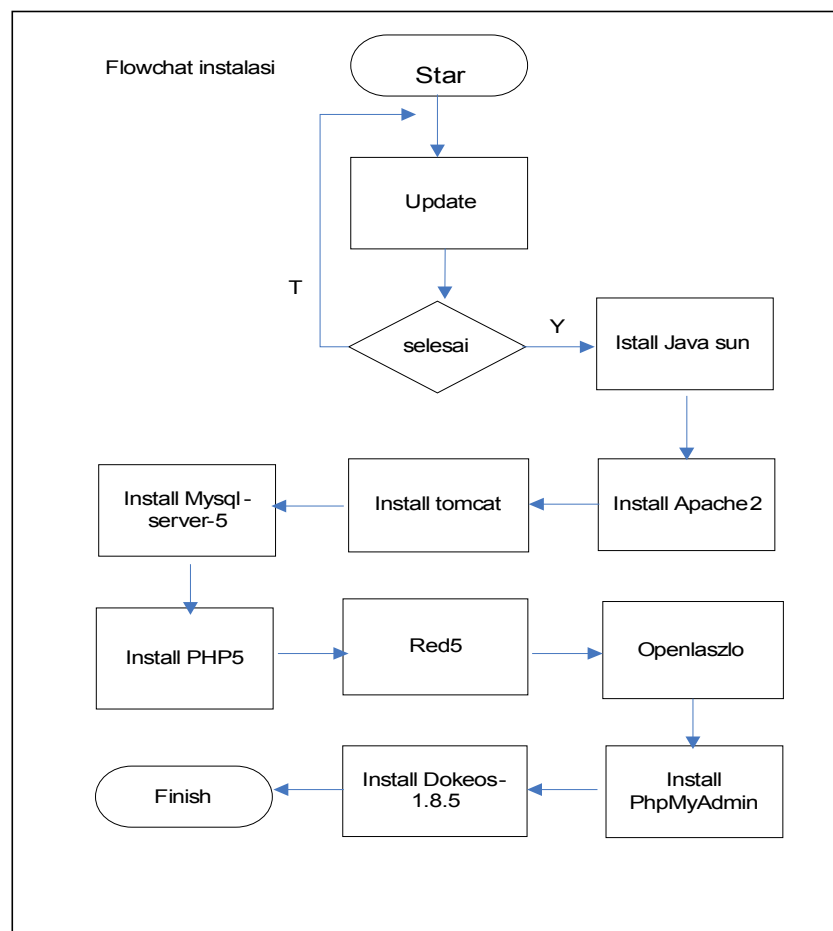 Flowchat instalasi
Star
Update
T
selesai
Y
Istall Java sun
Install Apache2
Install tomcat
Install Mysql-
server-5
Install PHP5
Red5
Openlaszlo
Install
PhpMyAdmin
Install Dokeos-
1.8.5
Finish